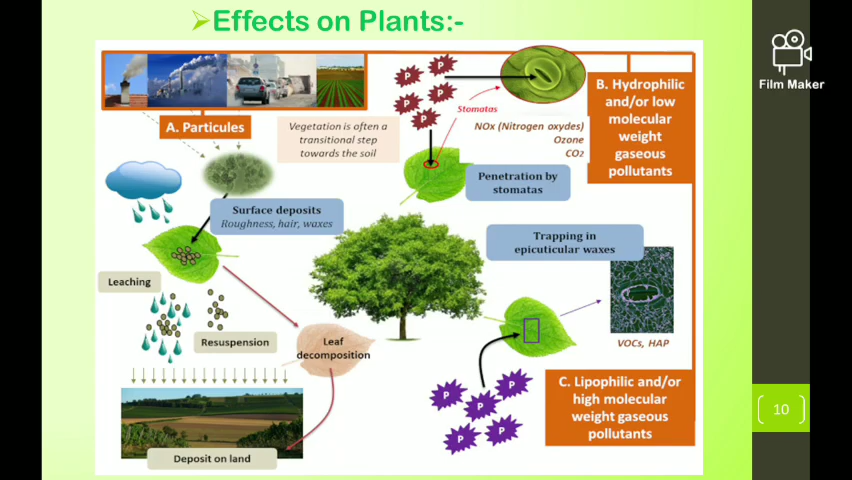 Effects on Plants:-
Film Maker
A. Particules
Vegetation is often a
transitional step
towards the soil
P
P
P
P
P
Stomatas
NOx (Nitrogen oxydes)
Ozone
CO2
B. Hydrophilic
and/or low
molecular
weight
gaseous
pollutants
Penetration by
stomatas
Surface deposits
Roughness, hair, waxes
Trapping in
epicuticular waxes
Leaching
Resuspension
Leaf
decomposition
VOCs, HAP
P
P
P
P
P
C. Lipophilic and/or
high molecular
weight gaseous
pollutants
10
Deposit on land